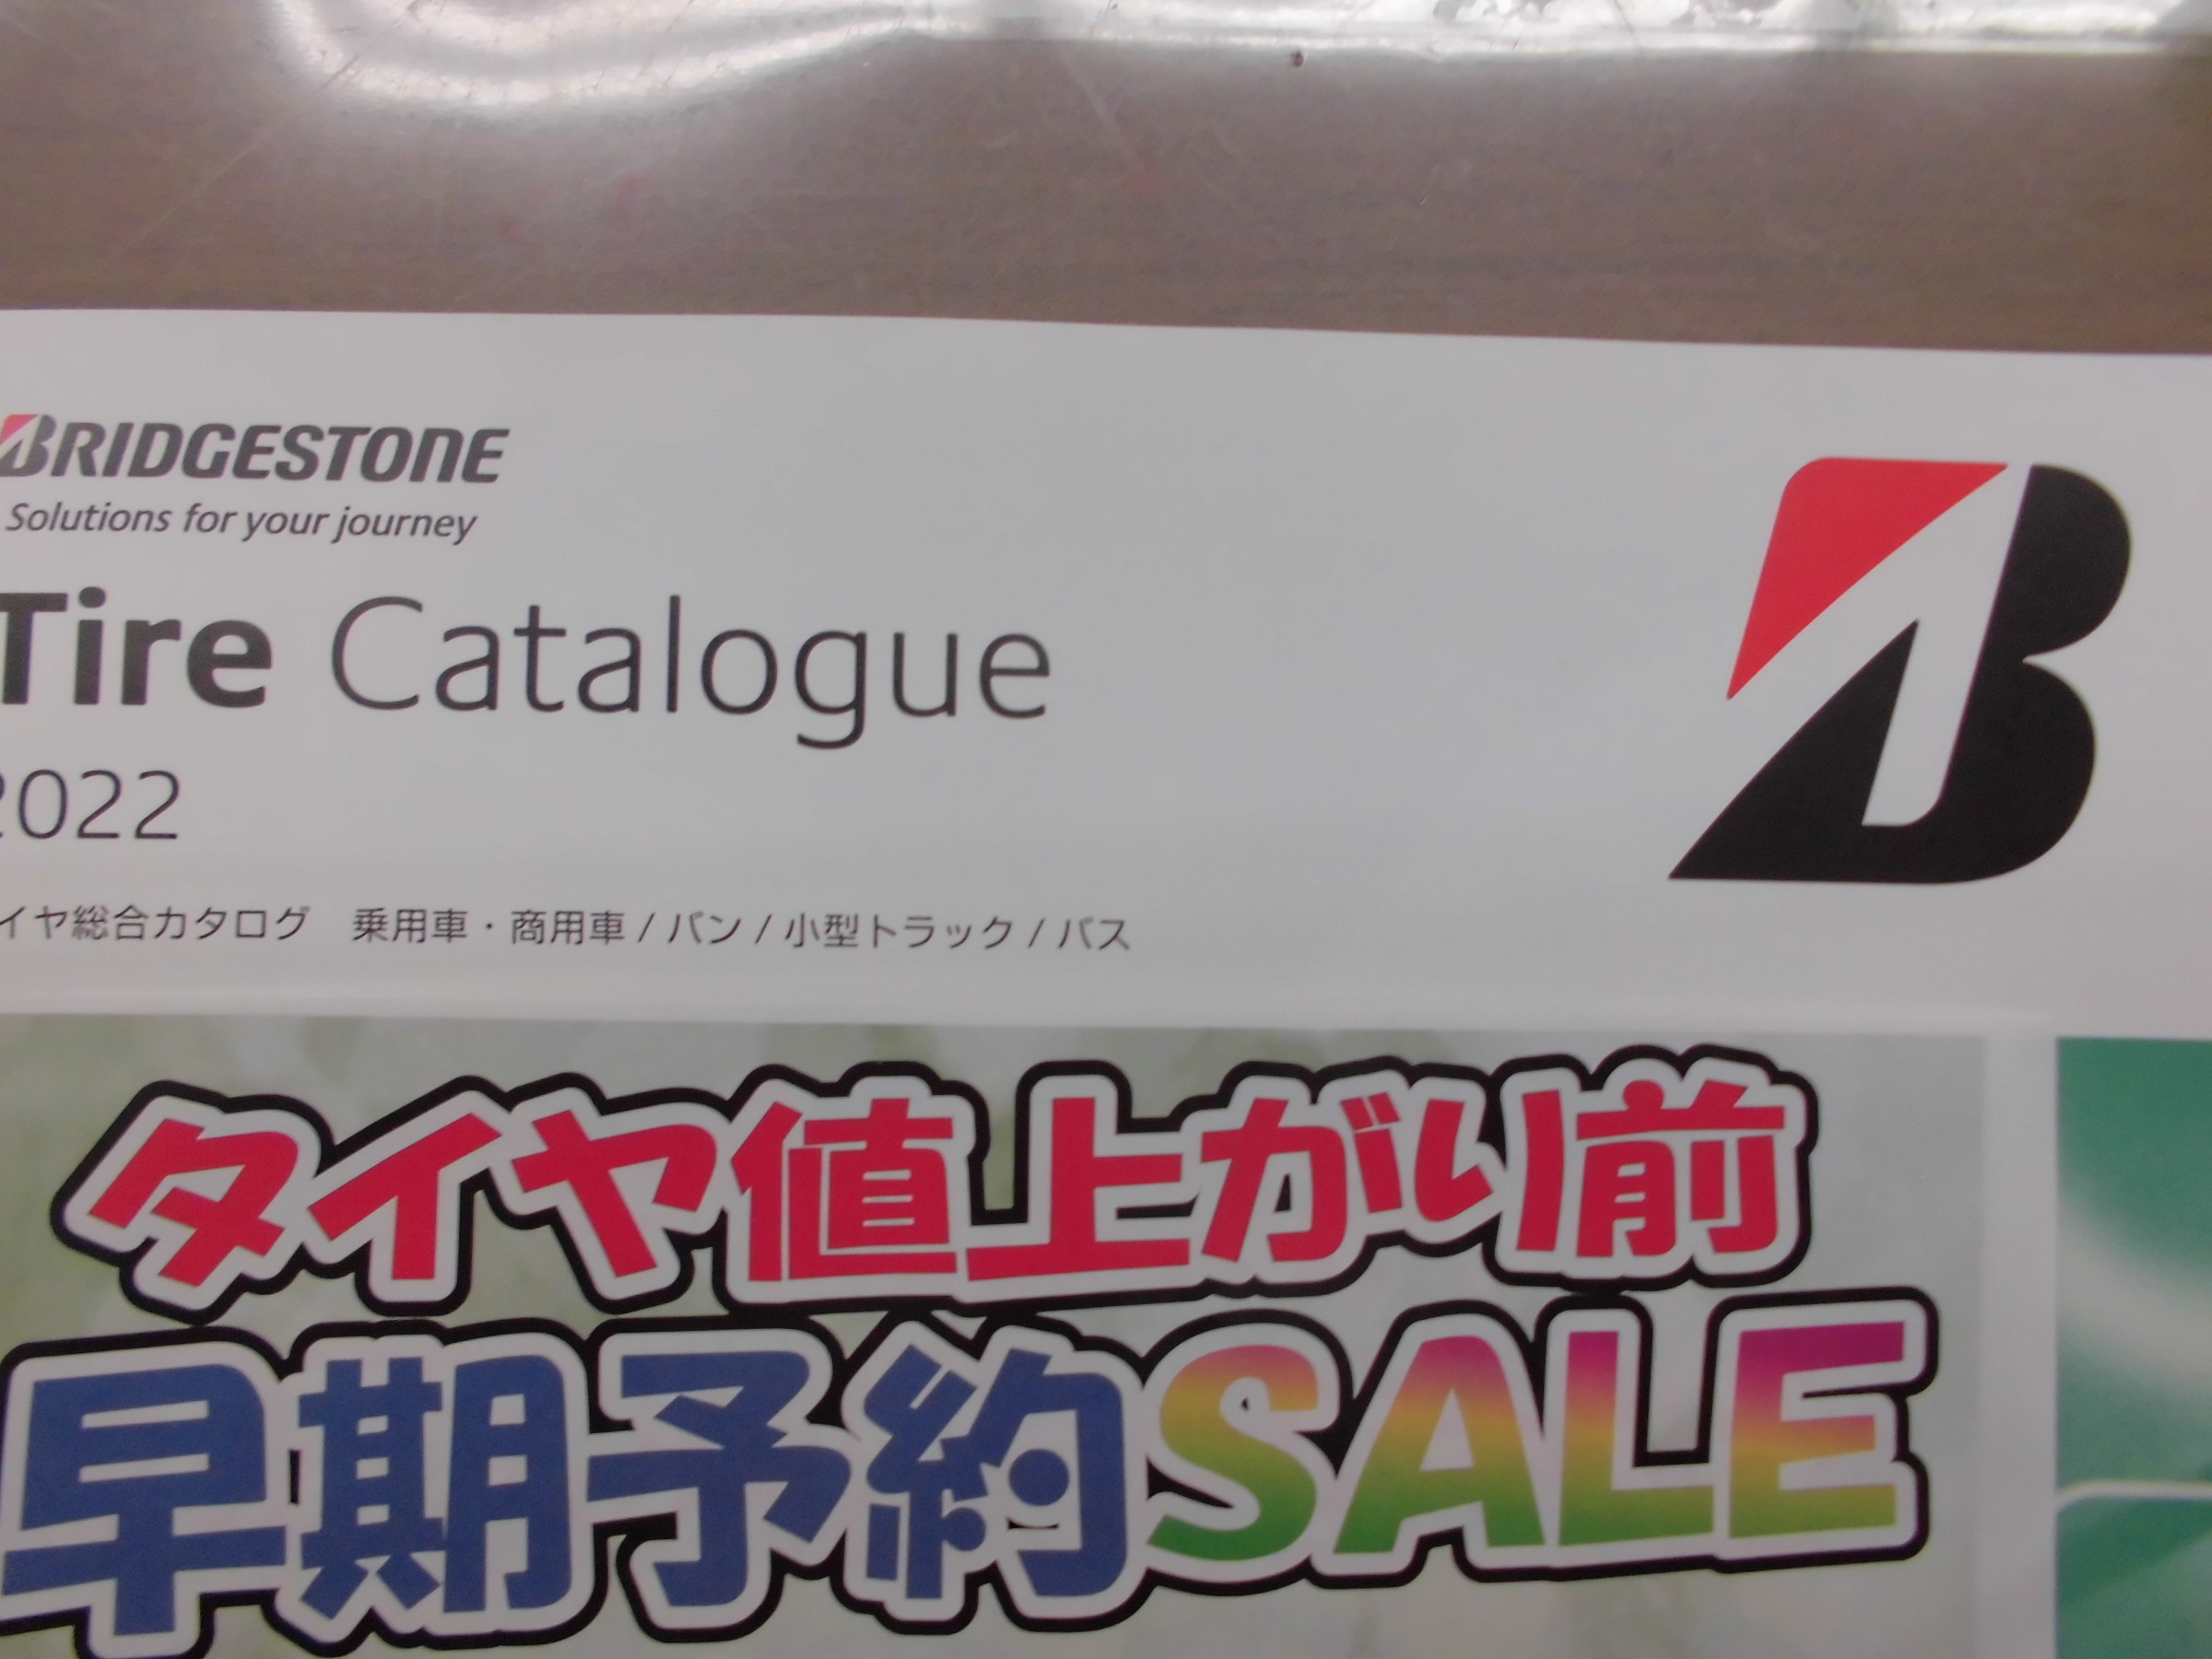 BRIDGESTONE
Solutions for your journey
Tire Catalogue
2022
イヤ総合カタログ 乗用車・商用車/バン/小型トラック/バス
タイヤ値上がり前
早期予約SALE